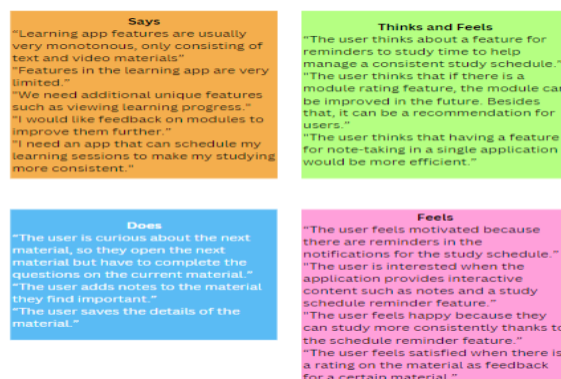 Says
"Learning app features are usually
very monotonous, only consisting of
text and video materials"
"Features in the learning app are very
limited."
"We need additional unique features
such as viewing learning progress."
"I would like feedback on modules to
improve them further."
"I need an app that can schedule my
learning sessions to make my studying
more consistent."
Thinks and Feels
"The user thinks about a feature for
reminders to study time to help
manage a consistent study schedule."
"The user thinks that if there is a
module rating feature, the module can
be improved in the future. Besides
that, it can be a recommendation for
users."
"The user thinks that having a feature
for note-taking in a single application
would be more efficient."
Does
"The user is curious about the next
material, so they open the next
material but have to complete the
questions on the current material."
"The user adds notes to the material
they find important."
"The user saves the details of the
material."
Feels
"The user feels motivated because
there are reminders in the
notifications for the study schedule."
"The user is interested when the
application provides interactive
content such as notes and a study
schedule reminder feature."
"The user feels happy because they
can study more consistently thanks to
the schedule reminder feature."
"The user feels satisfied when there is
a rating on the material as feedback
for a certain material."